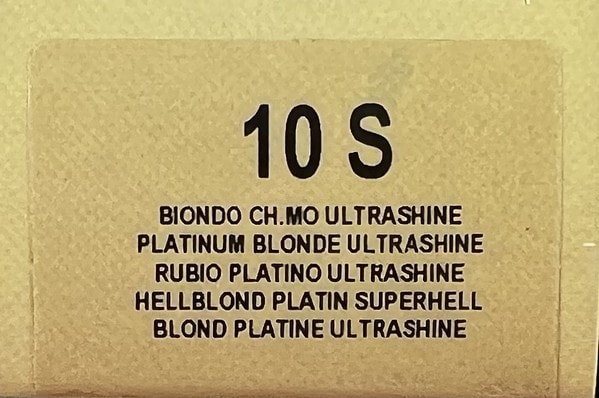 10 S
BIONDO CH.MO ULTRASHINE
PLATINUM BLONDE ULTRASHINE
RUBIO PLATINO ULTRASHINE
HELLBLOND PLATIN SUPERHELL
BLOND PLATINE ULTRASHINE